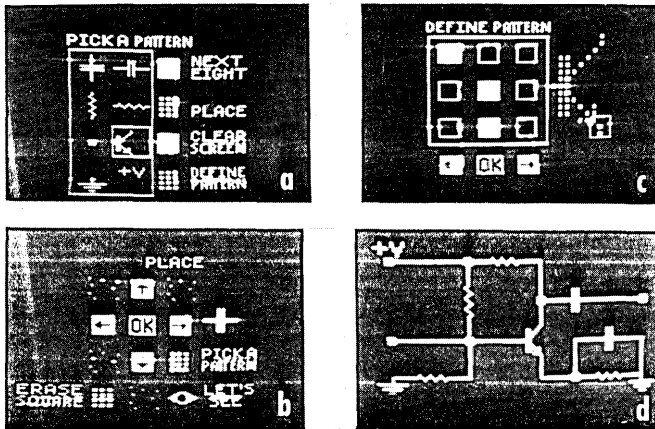 PICK A PATTERN
NEXT EIGHT
PLACE
CLEAR SCREEN
+V
DEFINE PATTERN
a
DEFINE PATTERN
← OK →
c
PLACE
↑
← OK →
↓
PICK A PATTERN
ERASE SQUARE
LET'S SEE
b
+V
d